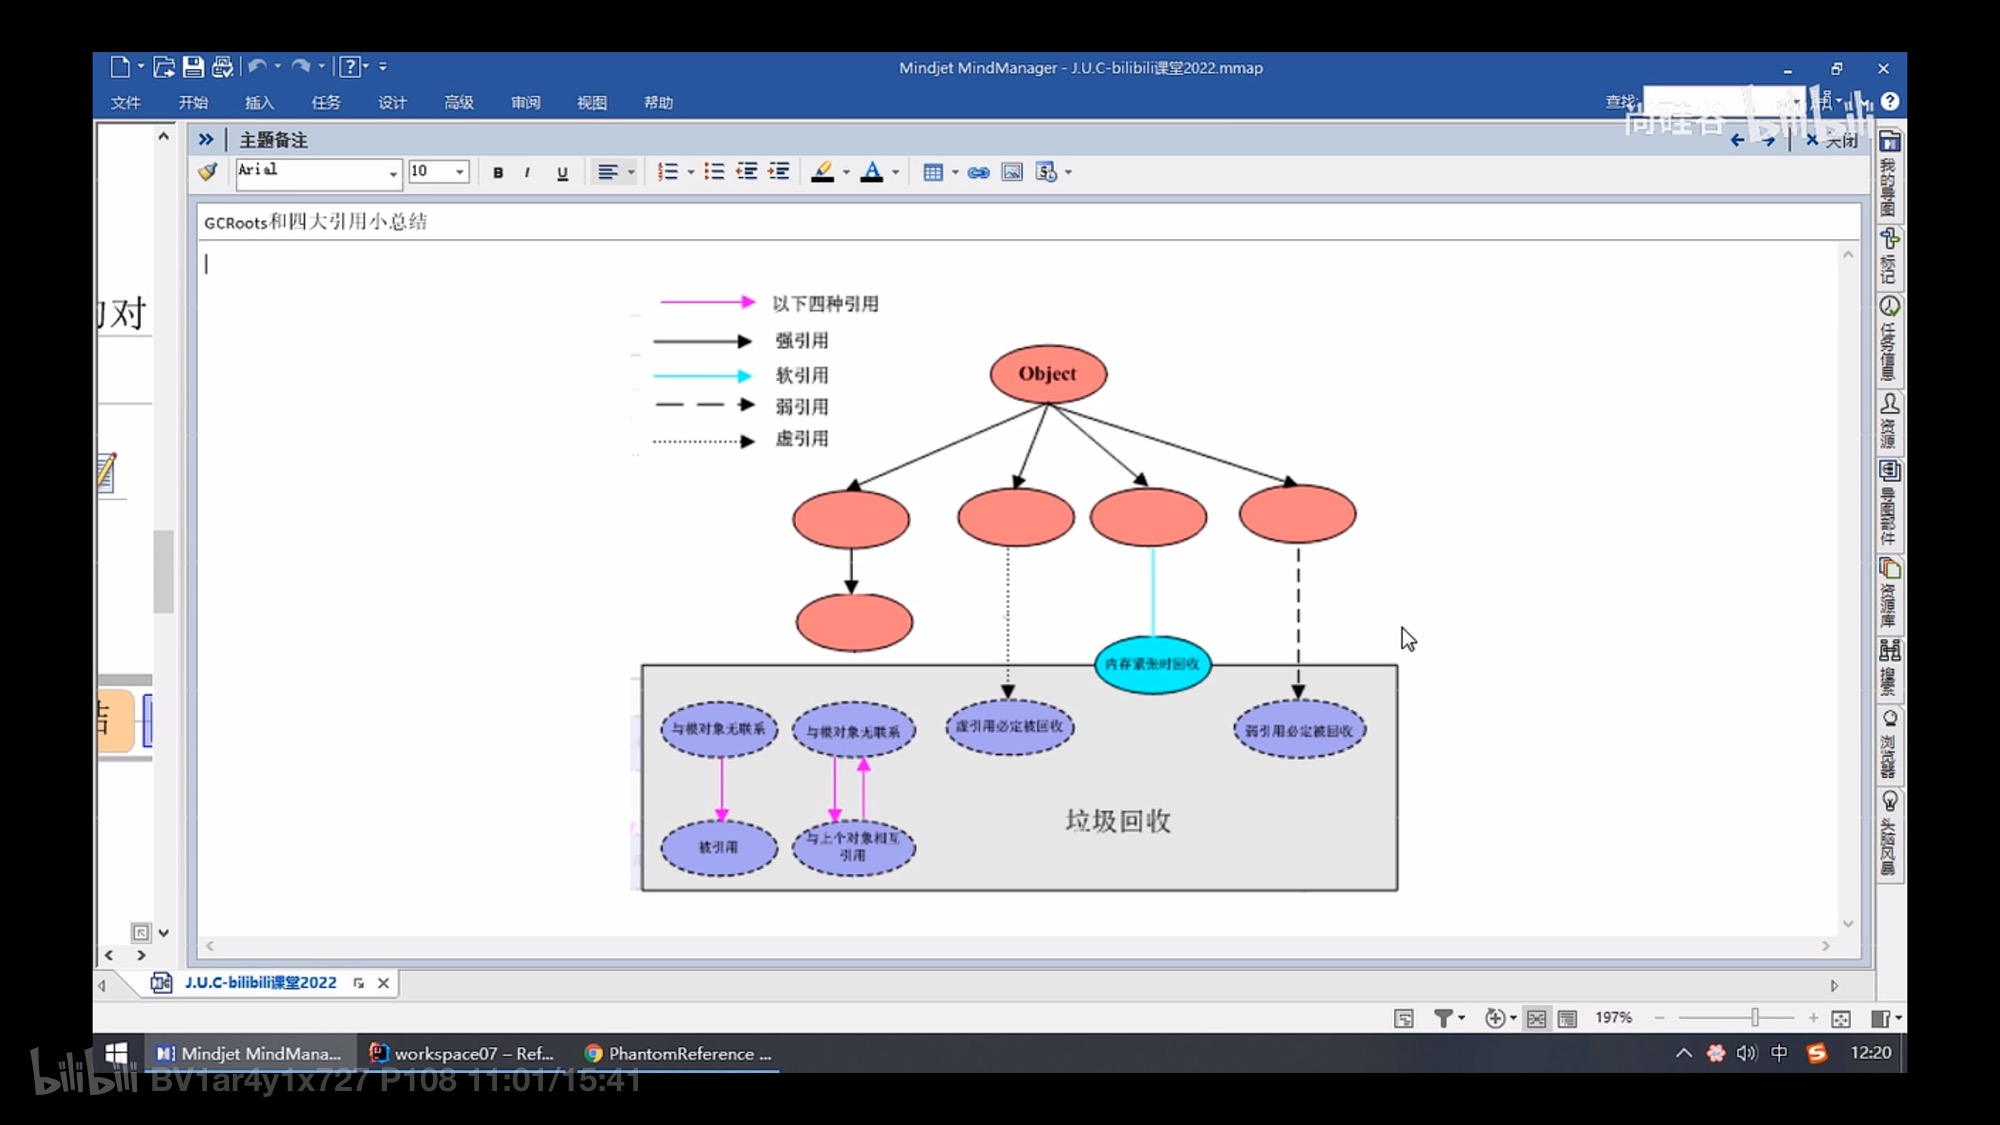 Mindjet MindManager - J.U.C-bilibili课堂2022.mmap
文件 开始 插入 任务 设计 高级 审阅 视图 帮助
查找:
尚硅谷 bilibili
主题备注
关闭
Arial 10 B I U A
GCRoots和四大引用小总结
的对
结
以下四种引用
强引用
软引用
弱引用
虚引用
Object
内存紧张时回收
与根对象无联系
与根对象无联系
虚引用必定被回收
弱引用必定被回收
被引用
与上个对象相互
引用
垃圾回收
我的导图
标记
任务信息
资源
导图部件
资源库
搜索
浏览器
头脑风暴
J.U.C-bilibili课堂2022
197%
Mindjet MindMana...
workspace07 – Ref...
PhantomReference ...
中
12:20
bilibili BV1ar4y1x727 P108 11:01/15:41